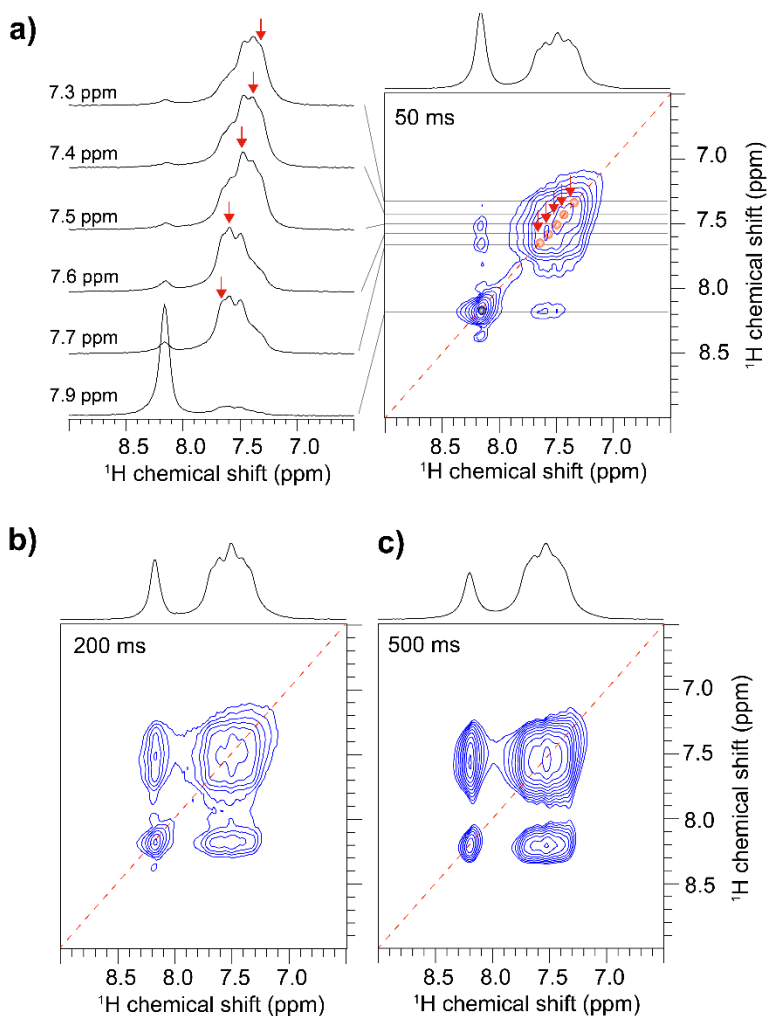 a)
7.3 ppm
7.4 ppm
7.5 ppm
7.6 ppm
7.7 ppm
7.9 ppm
8.5 8.0 7.5 7.0
¹H chemical shift (ppm)
50 ms
7.0
7.5
8.0
8.5
¹H chemical shift (ppm)
8.5 8.0 7.5 7.0
¹H chemical shift (ppm)
b)
200 ms
8.5 8.0 7.5 7.0
¹H chemical shift (ppm)
c)
500 ms
7.0
7.5
8.0
8.5
¹H chemical shift (ppm)
8.5 8.0 7.5 7.0
¹H chemical shift (ppm)